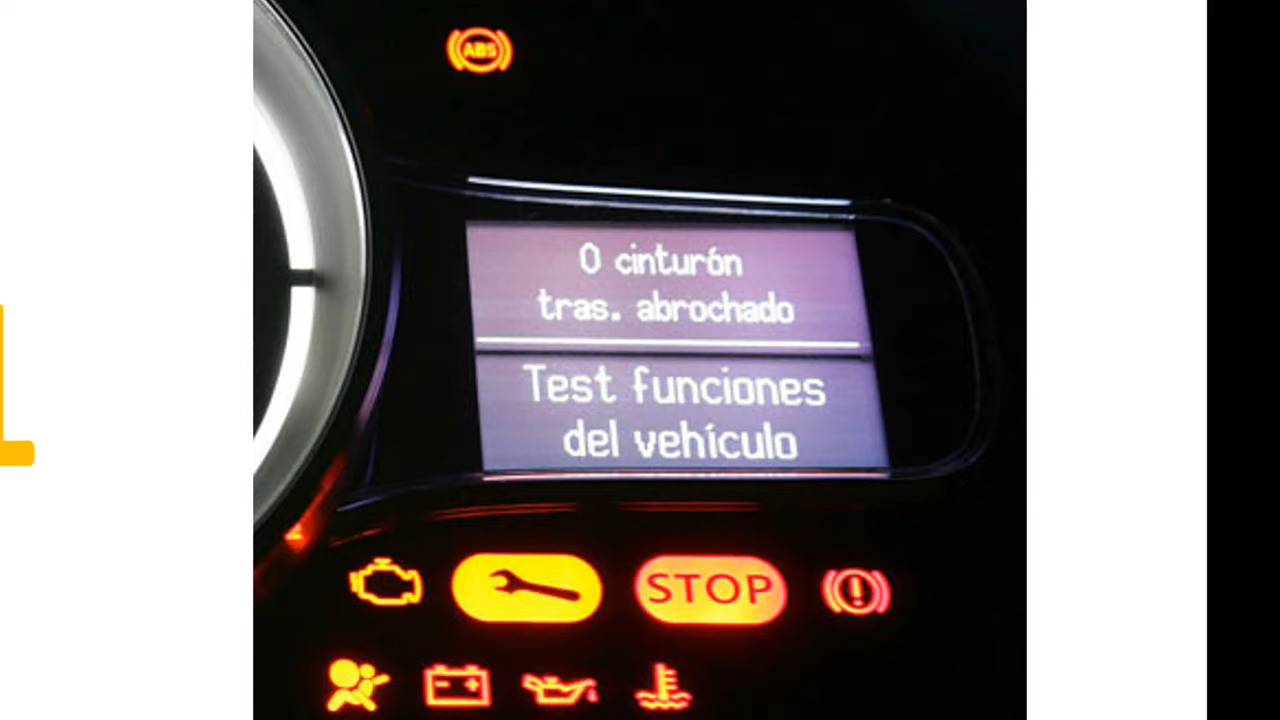 ABS
0 cinturón
tras. abrochado
Test funciones
del vehículo
STOP